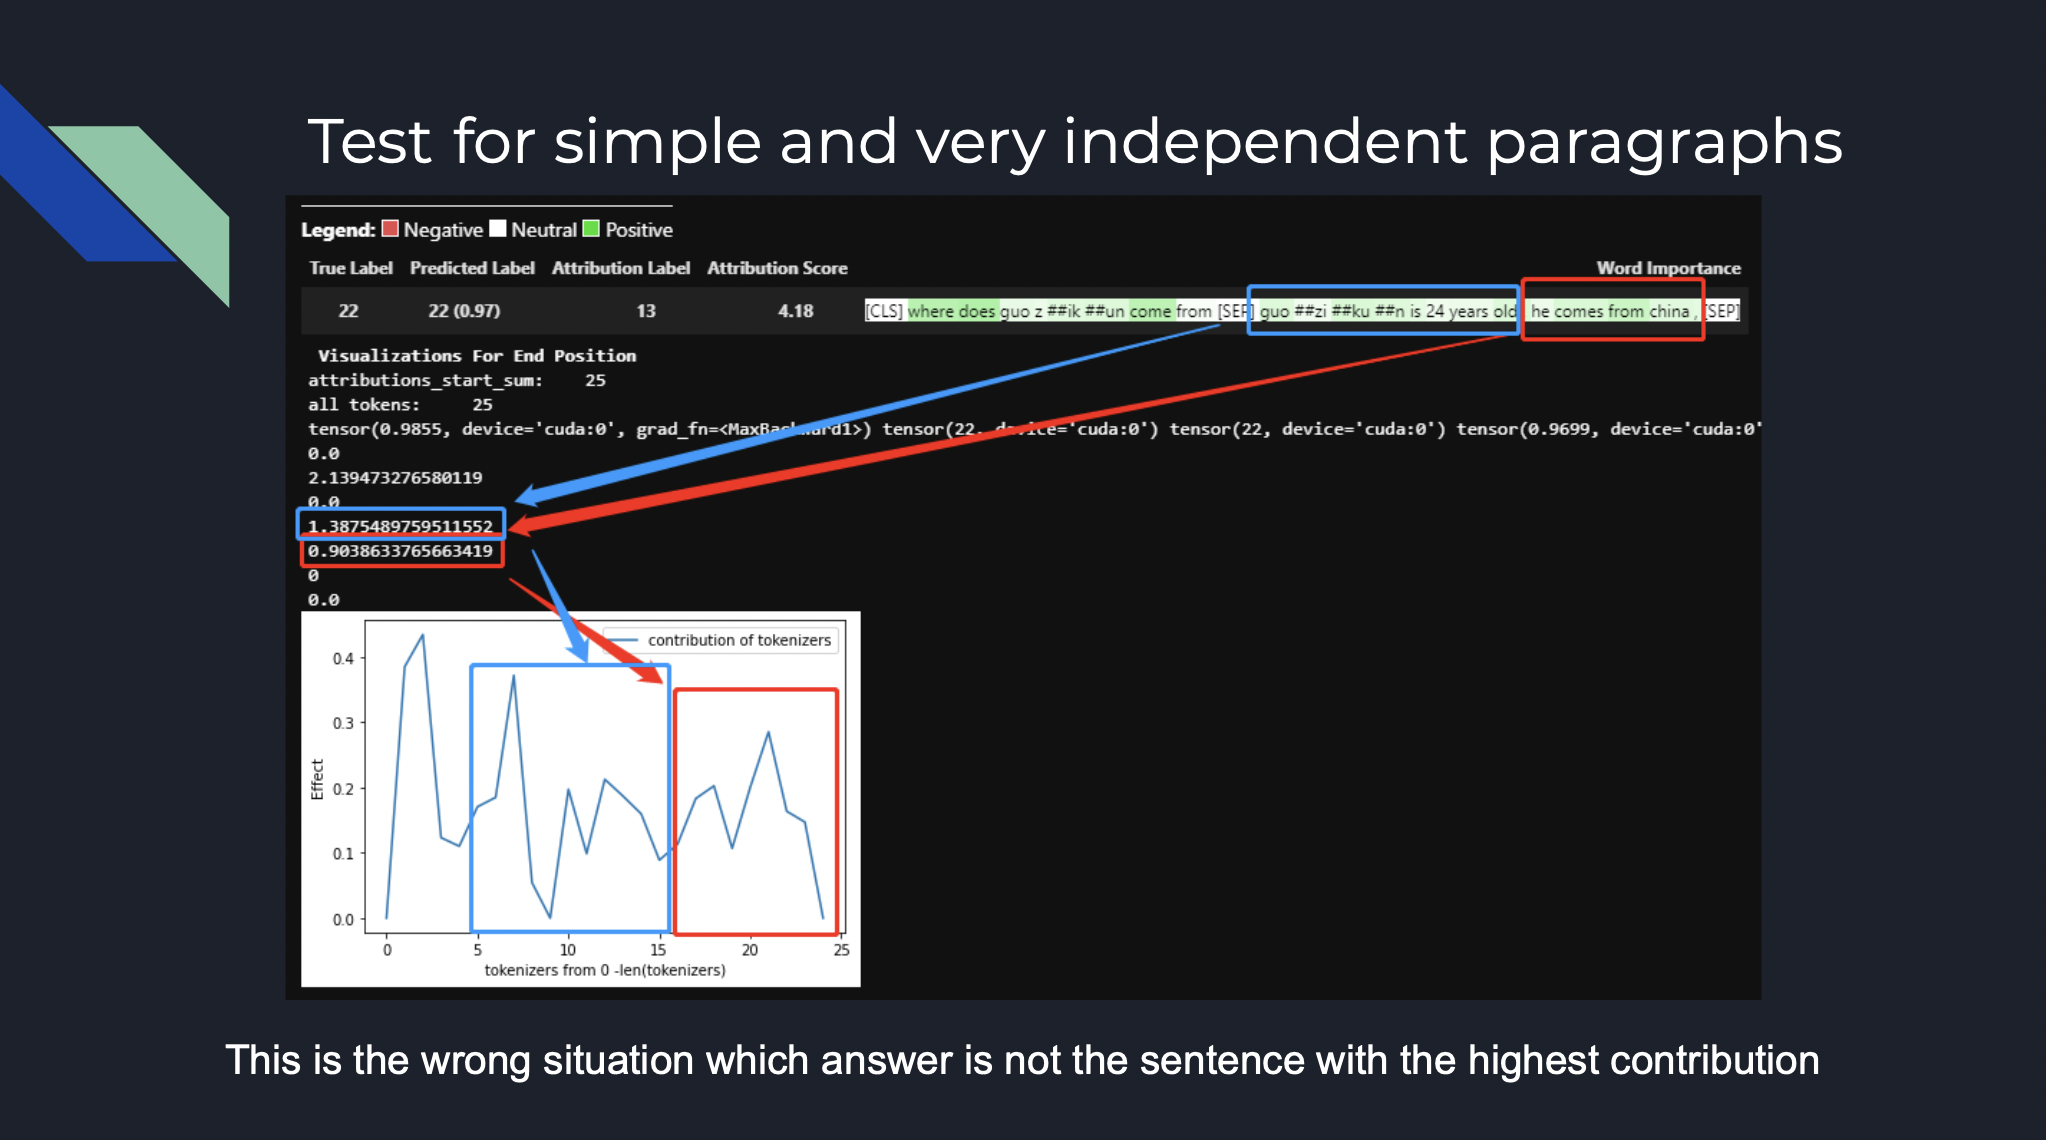 Test for simple and very independent paragraphs
Legend: Negative Neutral Positive
True Label Predicted Label Attribution Label Attribution Score Word Importance
22 22 (0.97) 13 4.18 [CLS] where does guo z ##ik ##un come from [SEP] guo ##zi ##ku ##n is 24 years old he comes from china , [SEP]
Visualizations For End Position
attributions_start_sum: 25
all tokens: 25
tensor(0.9855, device='cuda:0', grad_fn=<MaxBackward1>) tensor(22, device='cuda:0') tensor(22, device='cuda:0') tensor(0.9699, device='cuda:0'
0.0
2.139473276580119
0.0
1.3875489759511552
0.9038633765663419
0
0.0
contribution of tokenizers
0.4
0.3
0.2
0.1
0.0
Effect
0 5 10 15 20 25
tokenizers from 0 -len(tokenizers)
This is the wrong situation which answer is not the sentence with the highest contribution